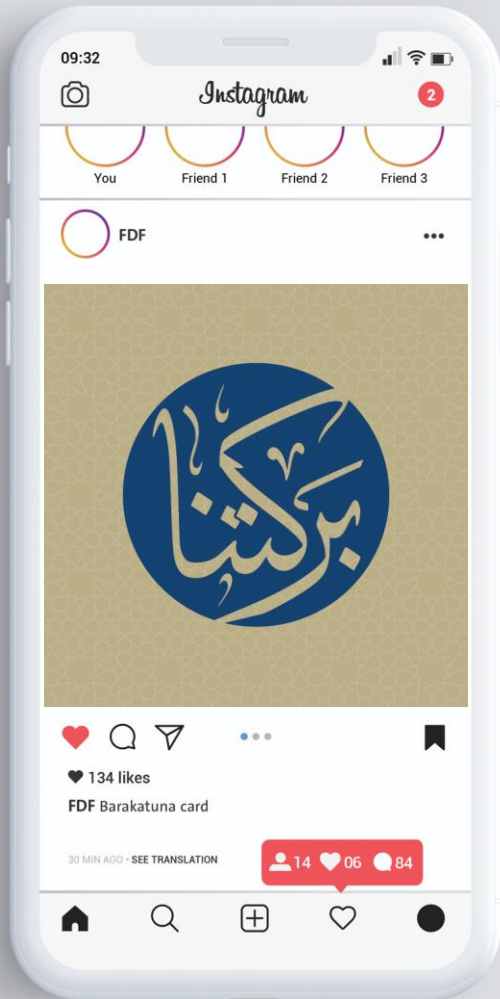 09:32
Instagram
2
You
Friend 1
Friend 2
Friend 3
FDF
بركتنا
134 likes
FDF Barakatuna card
30 MIN AGO • SEE TRANSLATION
14 06 84